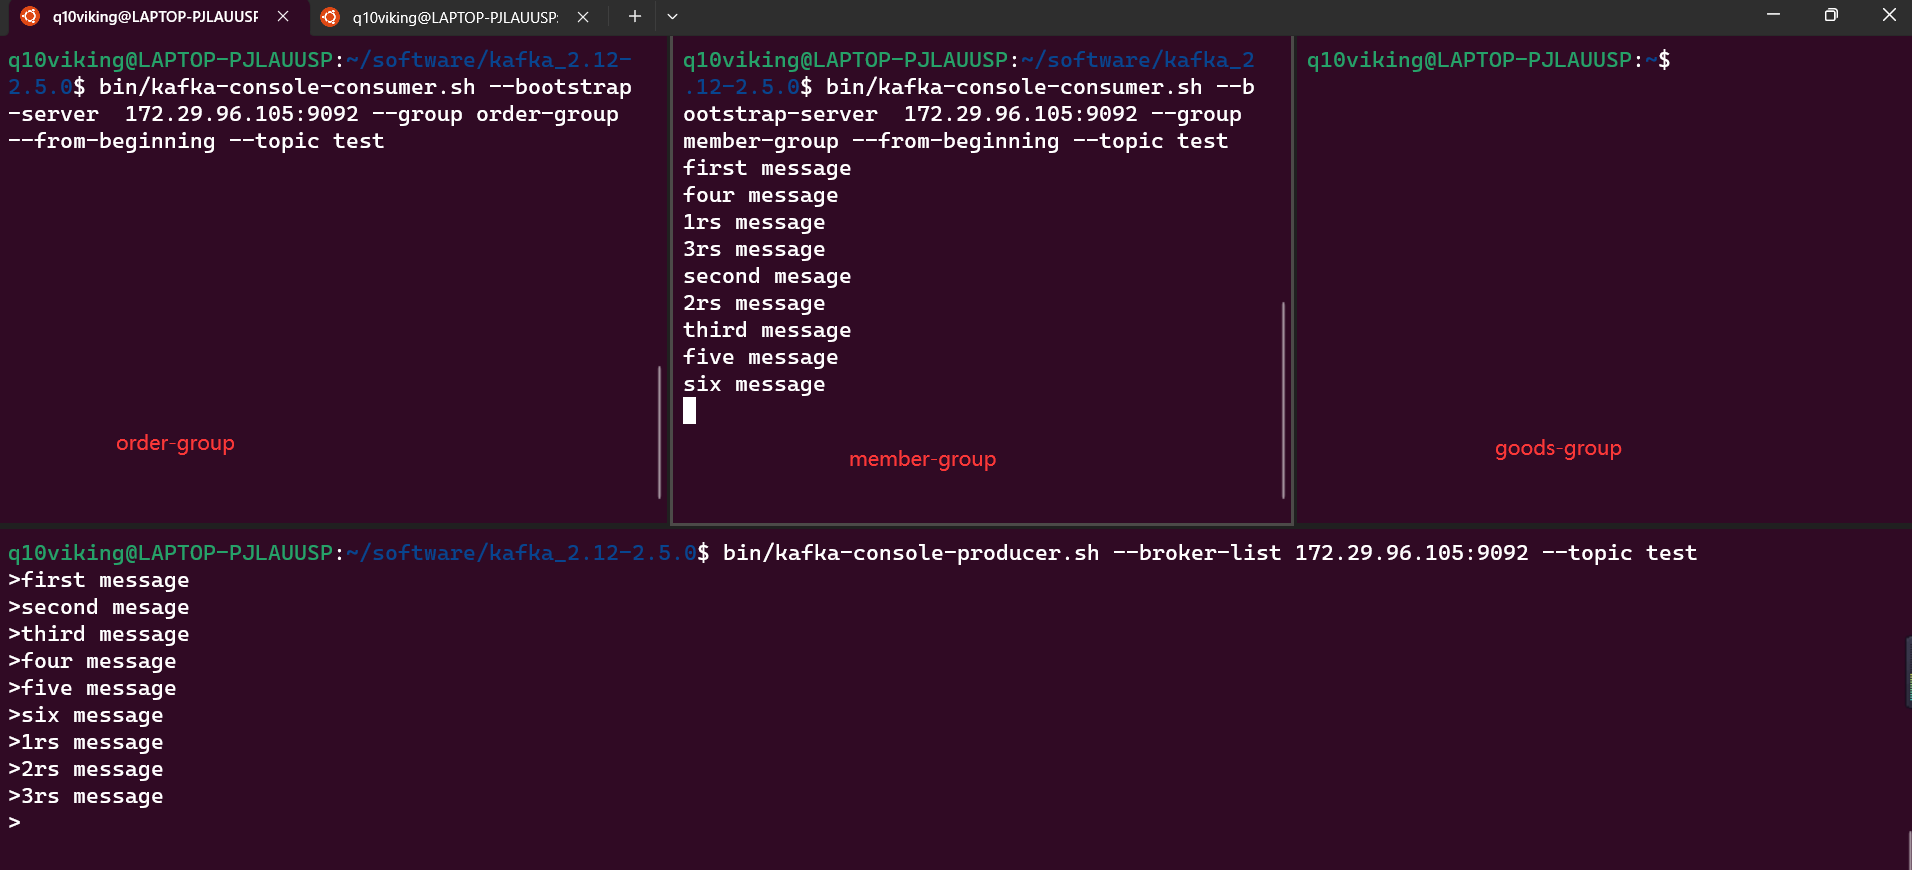 q10viking@LAPTOP-PJLAUUSF
q10viking@LAPTOP-PJLAUUSP:
q10viking@LAPTOP-PJLAUUSP:~/software/kafka_2.12-
2.5.0$ bin/kafka-console-consumer.sh --bootstrap
-server  172.29.96.105:9092 --group order-group
--from-beginning --topic test
order-group
q10viking@LAPTOP-PJLAUUSP:~/software/kafka_2
.12-2.5.0$ bin/kafka-console-consumer.sh --b
ootstrap-server  172.29.96.105:9092 --group
member-group --from-beginning --topic test
first message
four message
1rs message
3rs message
second mesage
2rs message
third message
five message
six message
member-group
q10viking@LAPTOP-PJLAUUSP:~$
goods-group
q10viking@LAPTOP-PJLAUUSP:~/software/kafka_2.12-2.5.0$ bin/kafka-console-producer.sh --broker-list 172.29.96.105:9092 --topic test
>first message
>second mesage
>third message
>four message
>five message
>six message
>1rs message
>2rs message
>3rs message
>